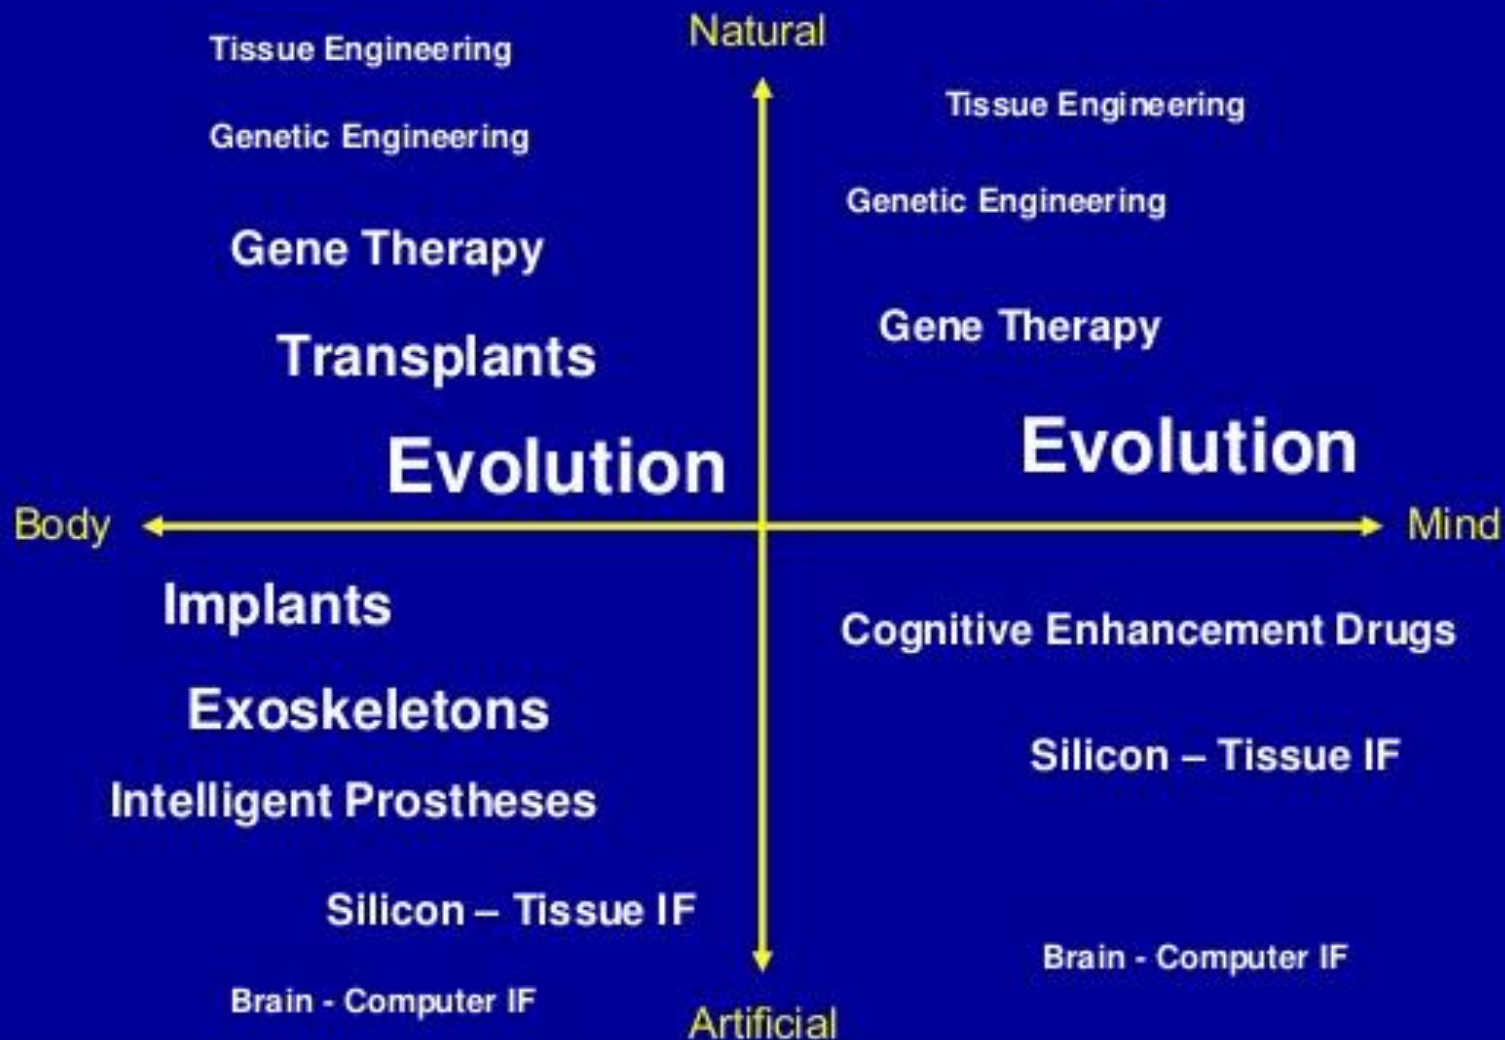 Natural
Tissue Engineering
Tissue Engineering
Genetic Engineering
Genetic Engineering
Gene Therapy
Gene Therapy
Transplants
Evolution
Evolution
Body
Mind
Implants
Cognitive Enhancement Drugs
Exoskeletons
Silicon – Tissue IF
Intelligent Prostheses
Silicon – Tissue IF
Brain - Computer IF
Brain - Computer IF
Artificial